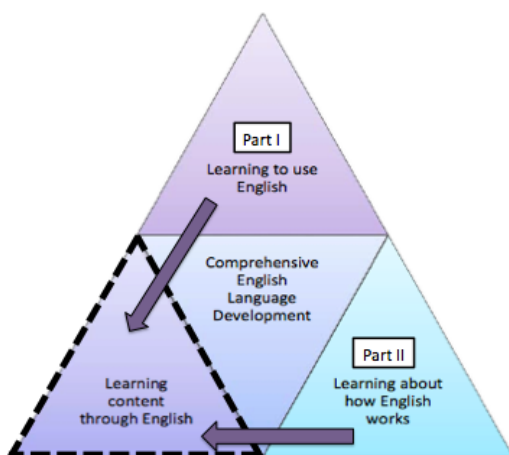 Part I
Learning to use
English
Comprehensive
English
Language
Development
Part II
Learning
content
through English
Learning about
how English
works